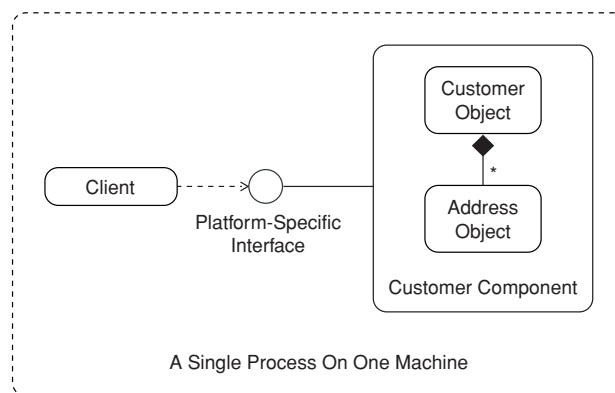 Customer
Object
Client
*
Platform-Specific
Interface
Address
Object
Customer Component
A Single Process On One Machine